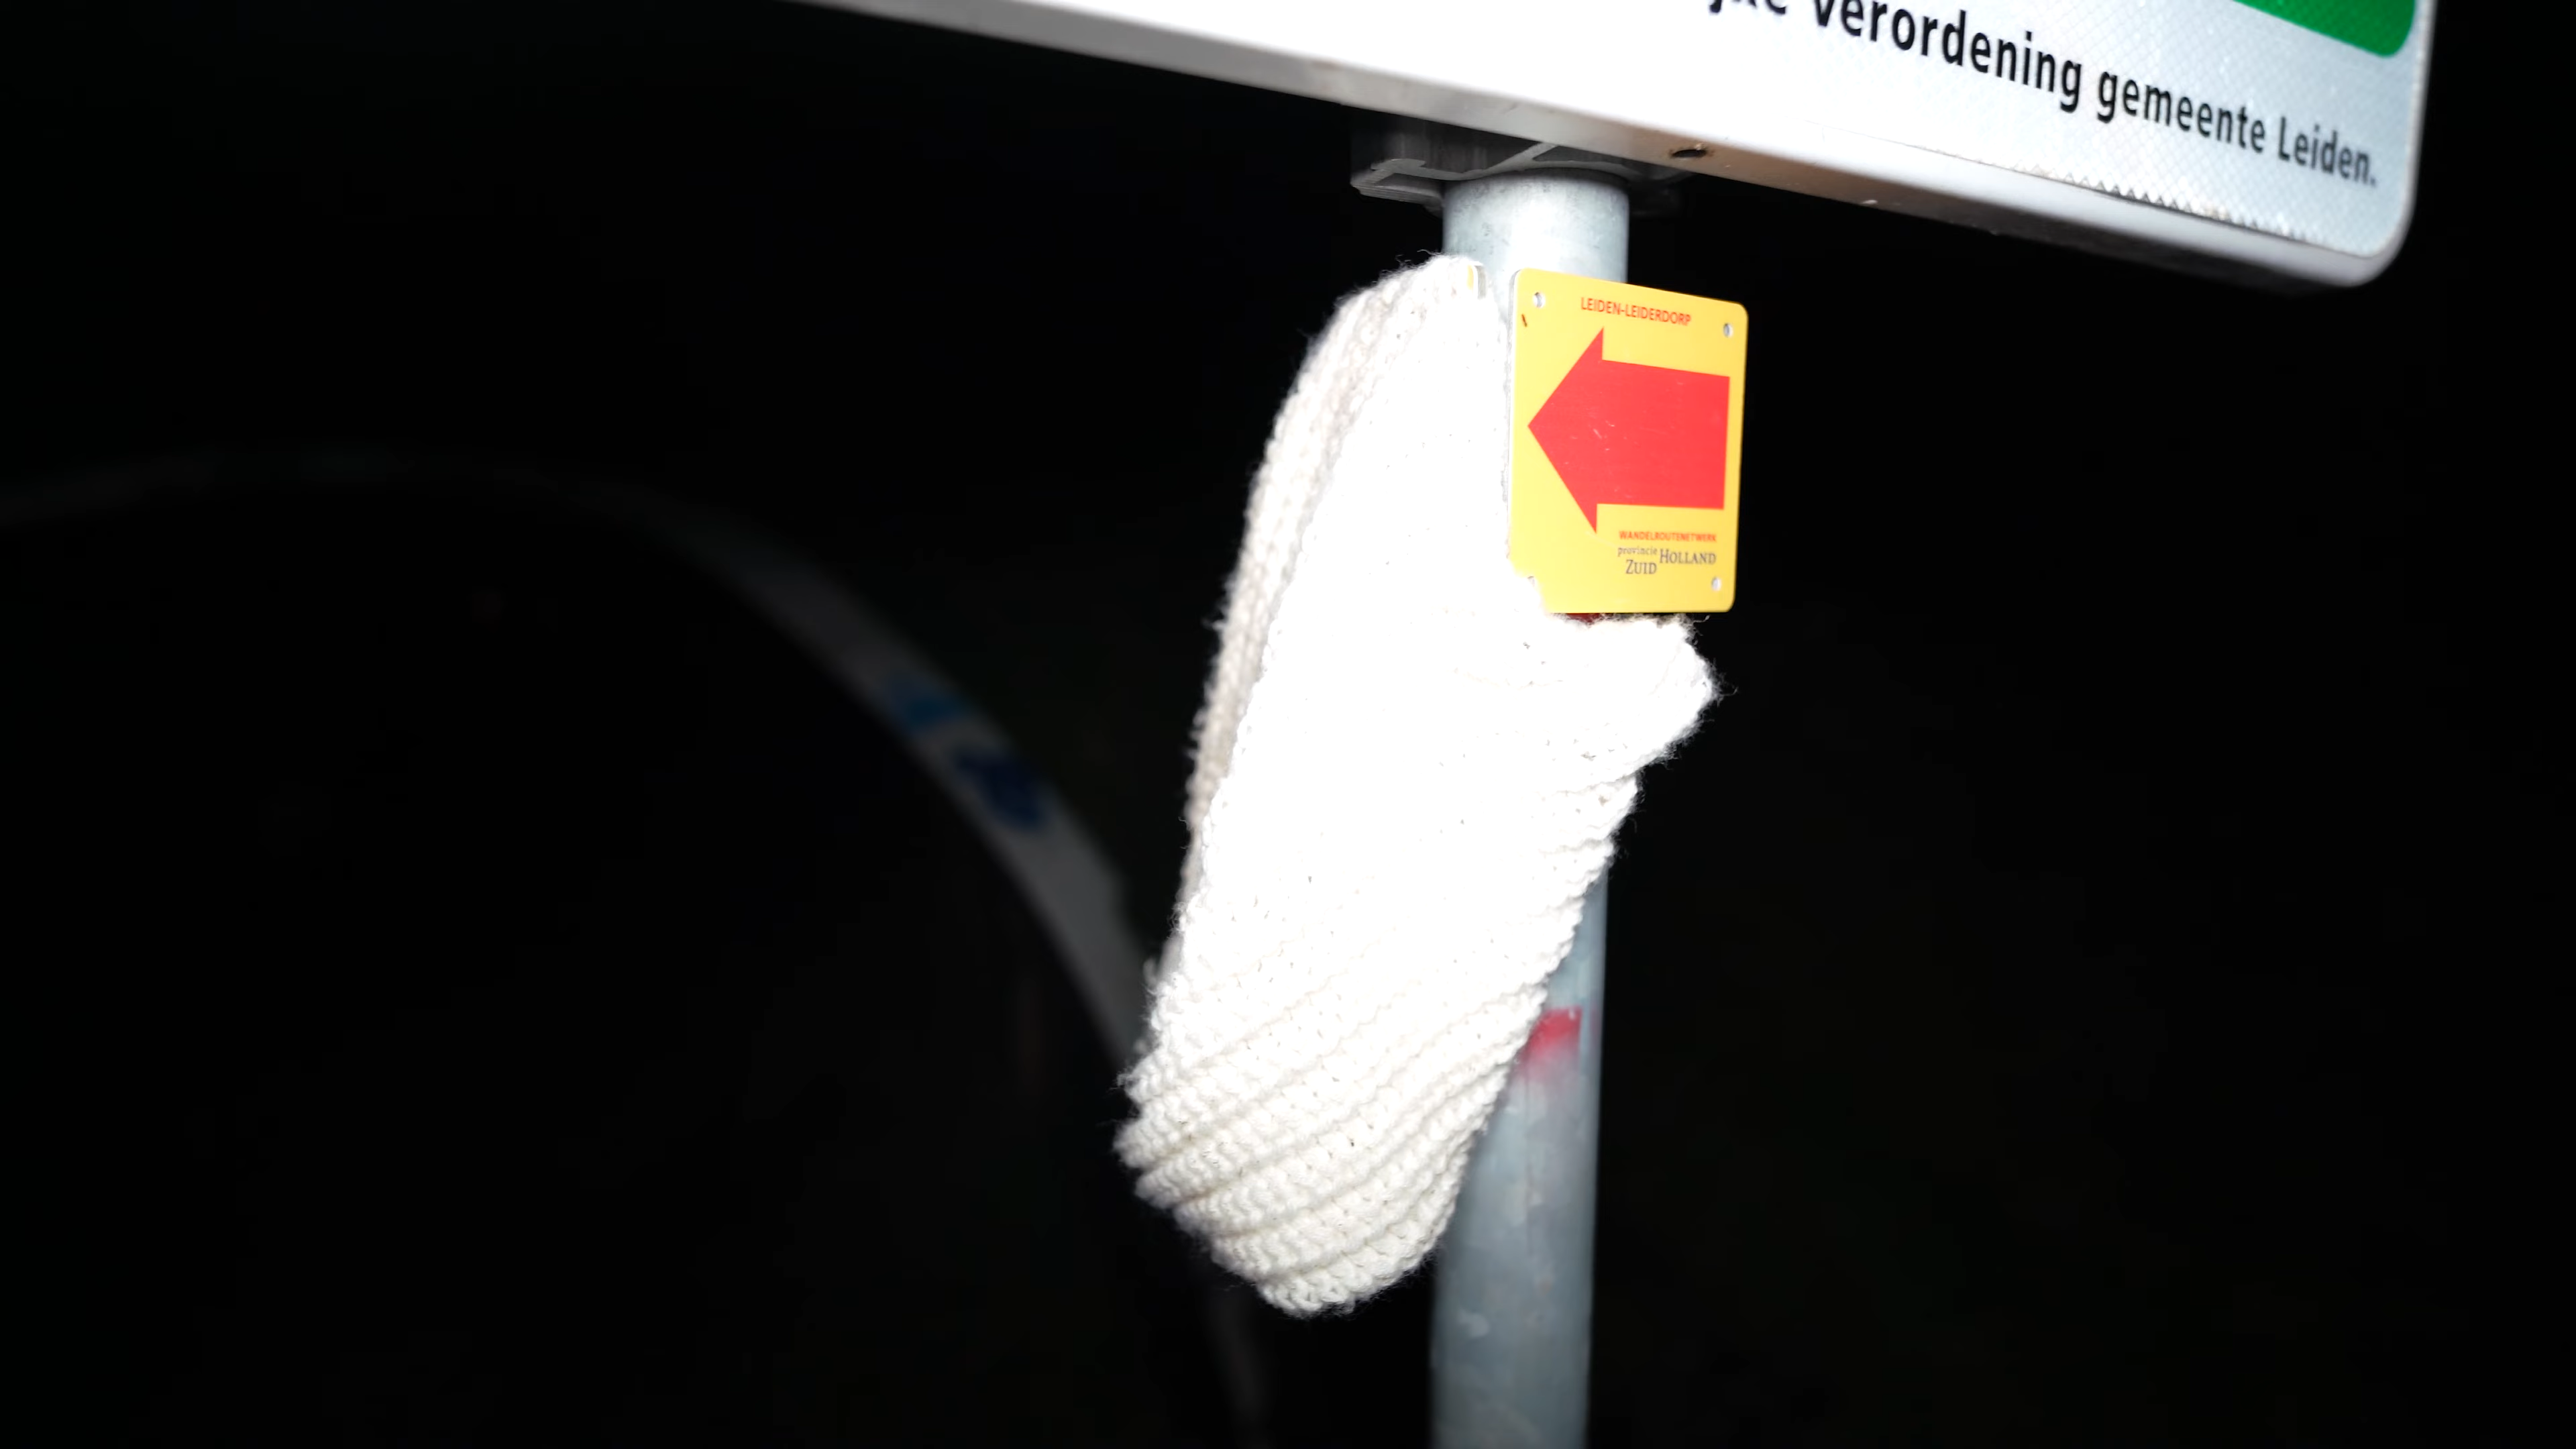 verordening gemeente Leiden.
LEIDEN-LEIDERDORP
WANDELROUTENETWERK
provincie HOLLAND
ZUID